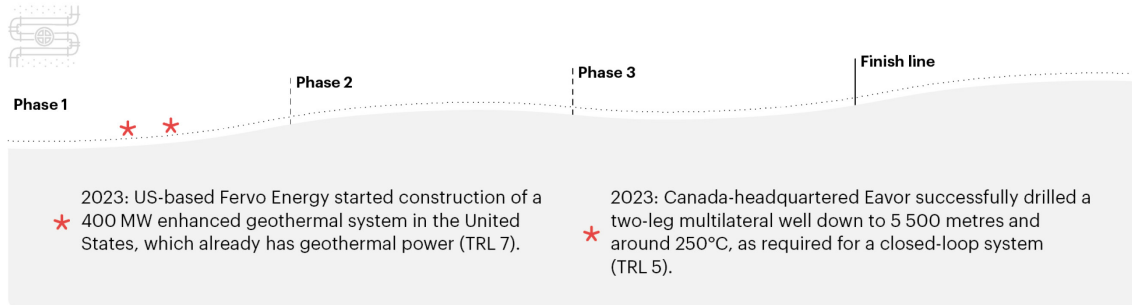 Phase 1
Phase 2
Phase 3
Finish line
2023: US-based Fervo Energy started construction of a
400 MW enhanced geothermal system in the United
States, which already has geothermal power (TRL 7).
2023: Canada-headquartered Eavor successfully drilled a
two-leg multilateral well down to 5 500 metres and
around 250°C, as required for a closed-loop system
(TRL 5).